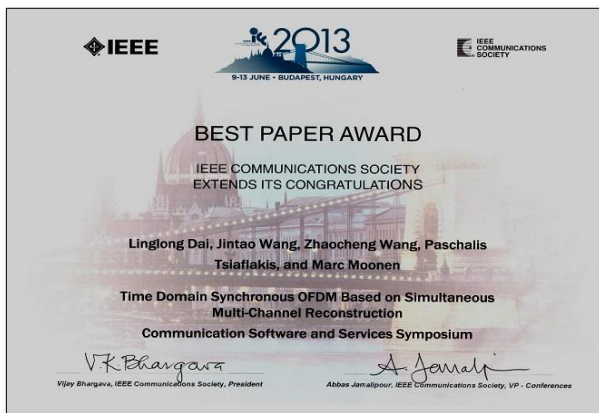 IEEE
icc 2013
9-13 JUNE • BUDAPEST, HUNGARY
IEEE
COMMUNICATIONS
SOCIETY
BEST PAPER AWARD
IEEE COMMUNICATIONS SOCIETY
EXTENDS ITS CONGRATULATIONS
Linglong Dai, Jintao Wang, Zhaocheng Wang, Paschalis
Tsiaflakis, and Marc Moonen
Time Domain Synchronous OFDM Based on Simultaneous
Multi-Channel Reconstruction
Communication Software and Services Symposium
V.K Bhargava
A. Jamalip
Vijay Bhargava, IEEE Communications Society, President
Abbas Jamalipour, IEEE Communications Society, VP - Conferences